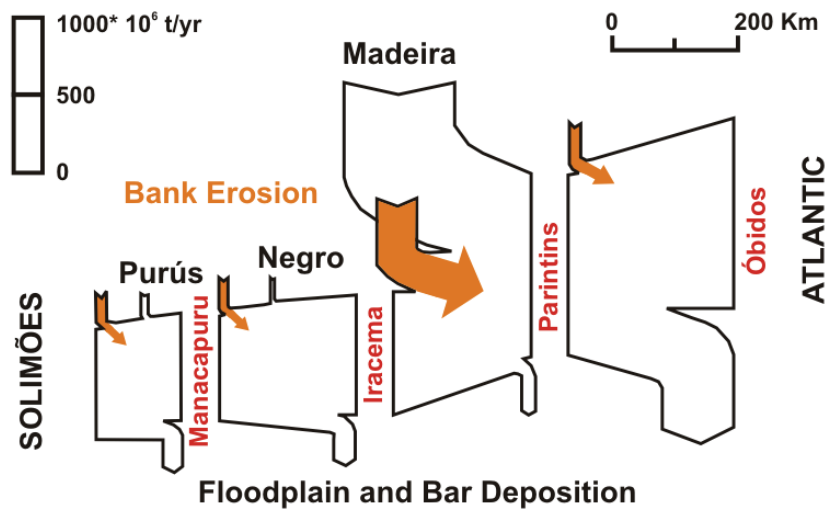 1000* 10⁶ t/yr
500
0
0 200 Km
Madeira
Bank Erosion
Purús
Negro
SOLIMÕES
Manacapuru
Iracema
Parintins
Óbidos
ATLANTIC
Floodplain and Bar Deposition